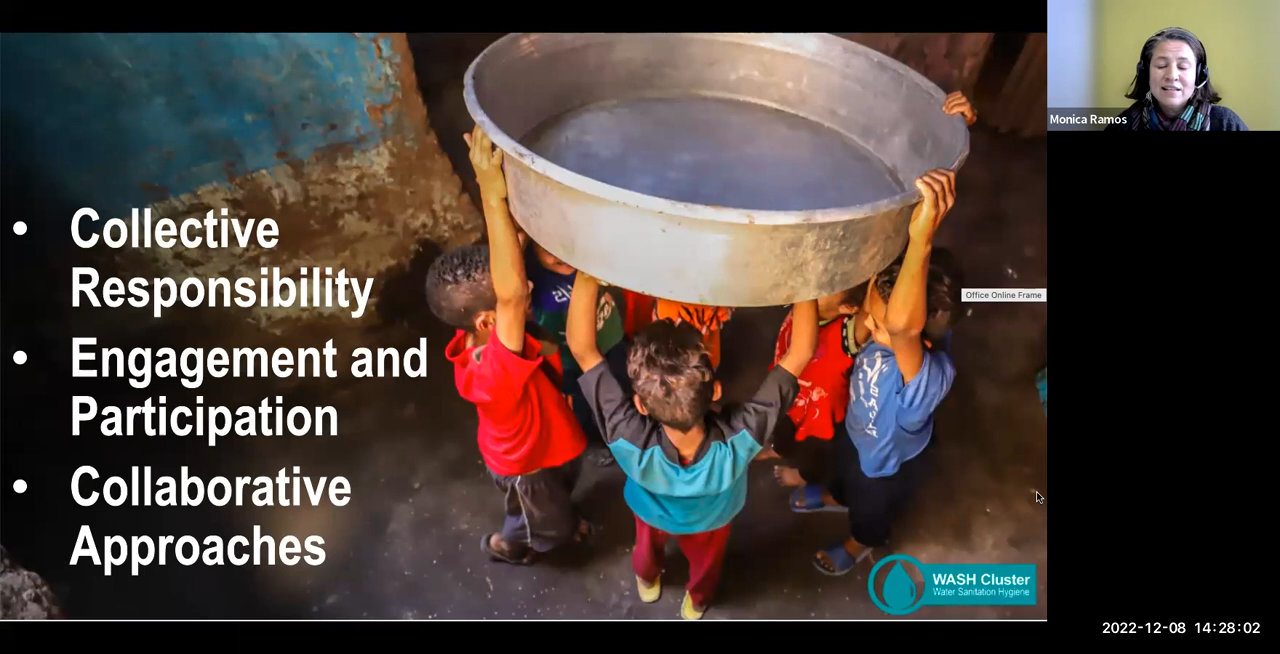 Monica Ramos
• Collective
Responsibility
• Engagement and
Participation
• Collaborative
Approaches
Office Online Frame
WASH Cluster
Water Sanitation Hygiene
2022-12-08 14:28:02